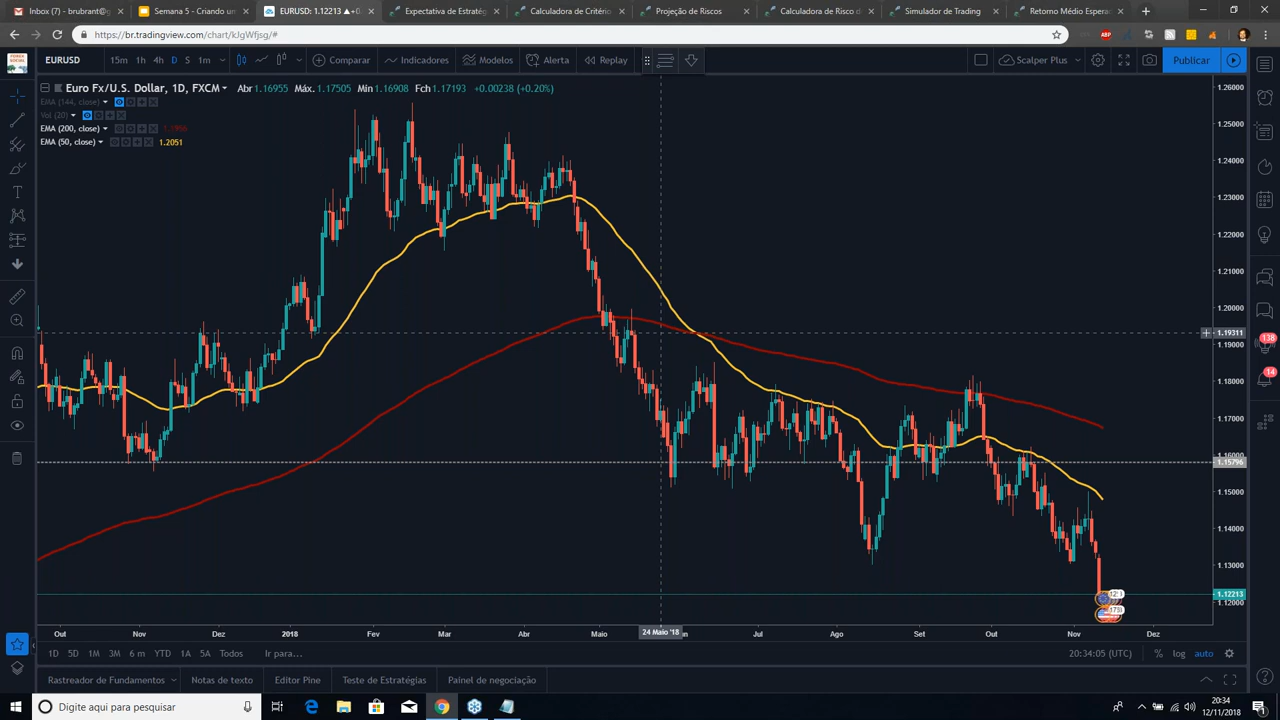 Inbox (7) - brubrant@gm
Semana 5 - Criando um
EURUSD: 1.12213 ▲+0
Expectativa de Estratég
Calculadora de Critério
Projeção de Riscos
Calculadora de Risco d
Simulador de Trading
Retorno Médio Espera
https://br.tradingview.com/chart/kJgWfjsg/#
EURUSD
15m 1h 4h D S 1m
Comparar
Indicadores
Modelos
Alerta
Replay
Scalper Plus
Publicar
Euro Fx/U.S. Dollar, 1D, FXCM
Abr 1.16955 Máx. 1.17505 Min 1.16908 Fch 1.17193 +0.00238 (+0.20%)
EMA (144, close)
Vol (20)
EMA (200, close)
EMA (50, close) 1.2051
1.26000
1.25000
1.24000
1.23000
1.22000
1.21000
1.20000
1.19311
1.19000
1.18000
1.17000
1.16000
1.15796
1.15000
1.14000
1.13000
1.12213
1.12000
138
14
Out Nov Dez 2018 Fev Mar Abr Maio 24 Maio '18 Jul Ago Set Out Nov Dez
1D 5D 1M 3M 6 m YTD 1A 5A Todos Ir para...
20:34:05 (UTC) % log auto
Rastreador de Fundamentos Notas de texto Editor Pine Teste de Estratégias Painel de negociação
Digite aqui para pesquisar
20:34
12/11/2018